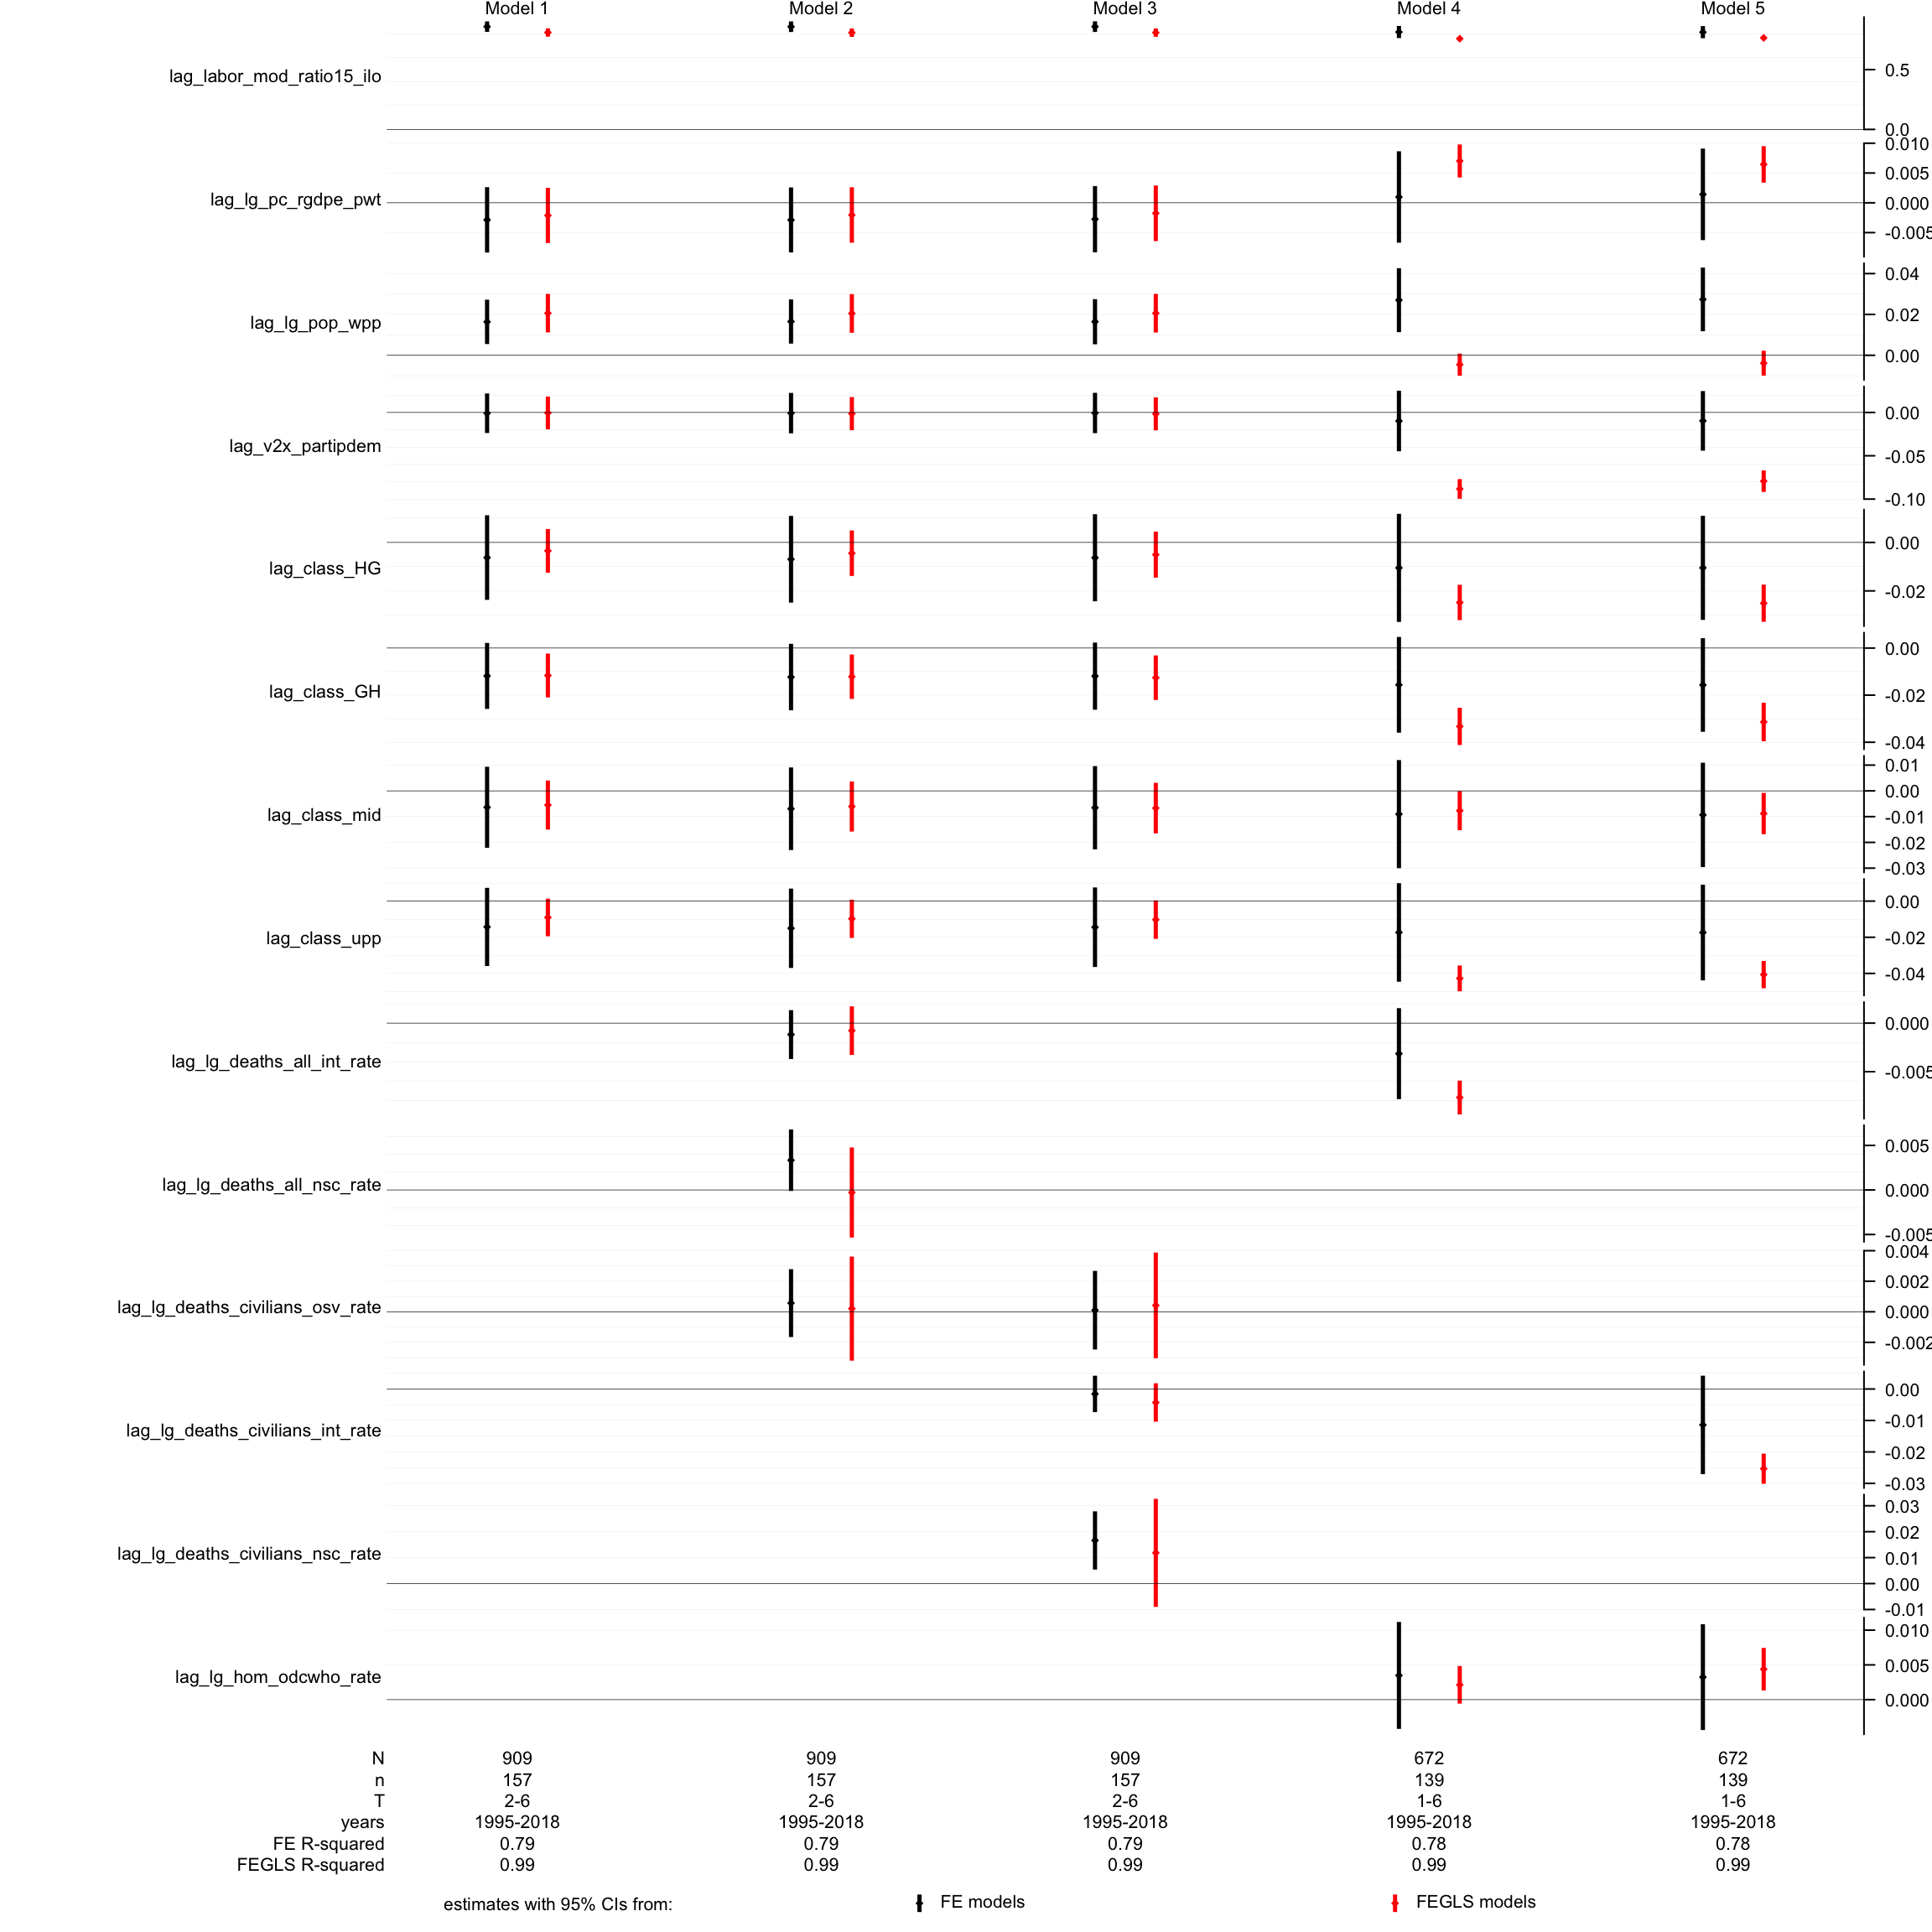 Model 1 Model 2 Model 3 Model 4 Model 5
lag_labor_mod_ratio15_ilo
0.5
0.0
lag_lg_pc_rgdpe_pwt
0.010
0.005
0.000
-0.005
lag_lg_pop_wpp
0.04
0.02
0.00
lag_v2x_partipdem
0.00
-0.05
-0.10
lag_class_HG
0.00
-0.02
lag_class_GH
0.00
-0.02
-0.04
lag_class_mid
0.01
0.00
-0.01
-0.02
-0.03
lag_class_upp
0.00
-0.02
-0.04
lag_lg_deaths_all_int_rate
0.000
-0.005
lag_lg_deaths_all_nsc_rate
0.005
0.000
-0.005
lag_lg_deaths_civilians_osv_rate
0.004
0.002
0.000
-0.002
lag_lg_deaths_civilians_int_rate
0.00
-0.01
-0.02
-0.03
lag_lg_deaths_civilians_nsc_rate
0.03
0.02
0.01
0.00
-0.01
lag_lg_hom_odcwho_rate
0.010
0.005
0.000
N 909 909 909 672 672
n 157 157 157 139 139
T 2-6 2-6 2-6 1-6 1-6
years 1995-2018 1995-2018 1995-2018 1995-2018 1995-2018
FE R-squared 0.79 0.79 0.79 0.78 0.78
FEGLS R-squared 0.99 0.99 0.99 0.99 0.99
estimates with 95% CIs from: FE models FEGLS models